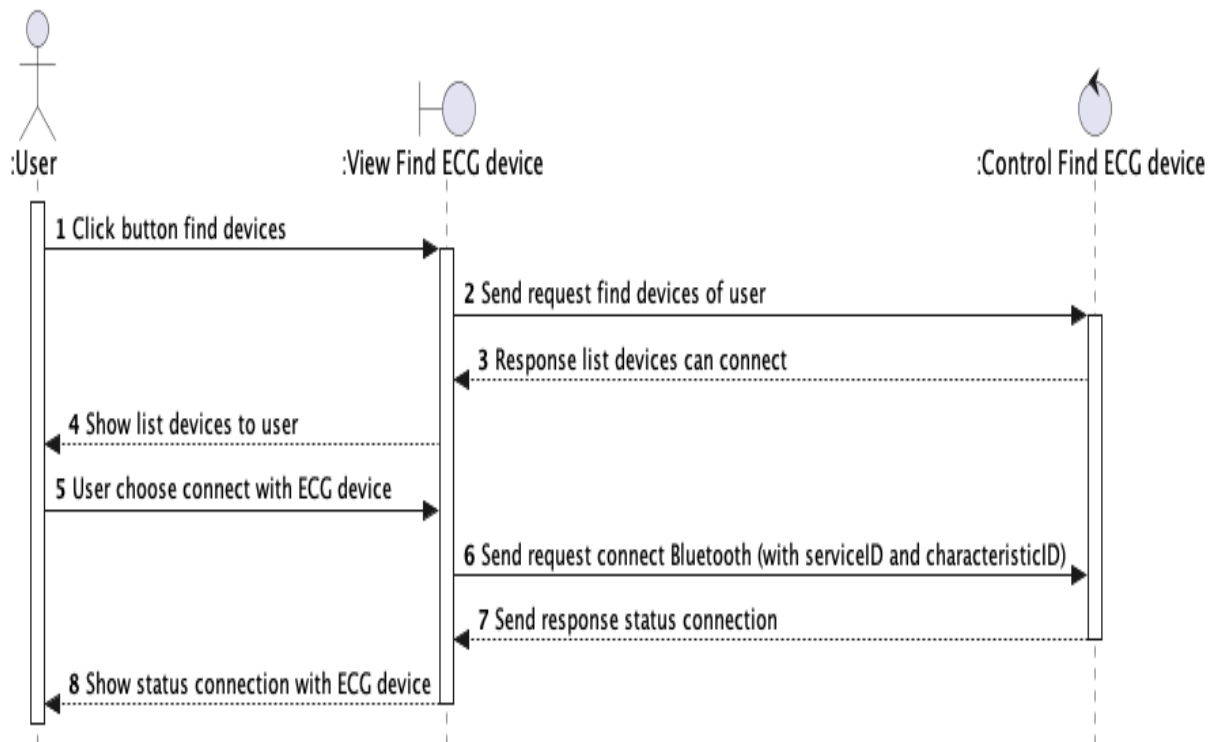 :User
:View Find ECG device
:Control Find ECG device
1 Click button find devices
2 Send request find devices of user
3 Response list devices can connect
4 Show list devices to user
5 User choose connect with ECG device
6 Send request connect Bluetooth (with serviceID and characteristicID)
7 Send response status connection
8 Show status connection with ECG device